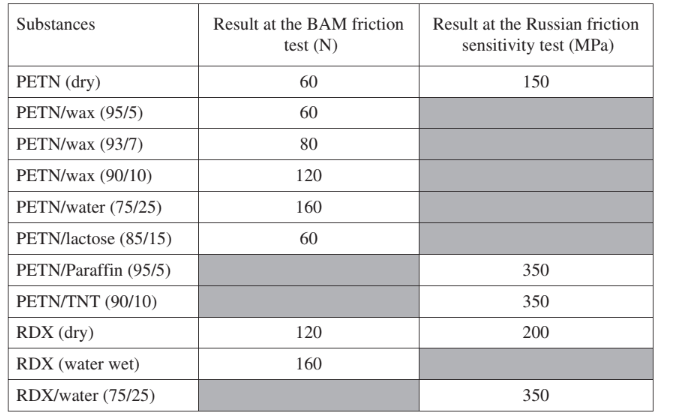 Substances Result at the BAM friction test (N) Result at the Russian friction sensitivity test (MPa)
PETN (dry) 60 150
PETN/wax (95/5) 60
PETN/wax (93/7) 80
PETN/wax (90/10) 120
PETN/water (75/25) 160
PETN/lactose (85/15) 60
PETN/Paraffin (95/5) 350
PETN/TNT (90/10) 350
RDX (dry) 120 200
RDX (water wet) 160
RDX/water (75/25) 350